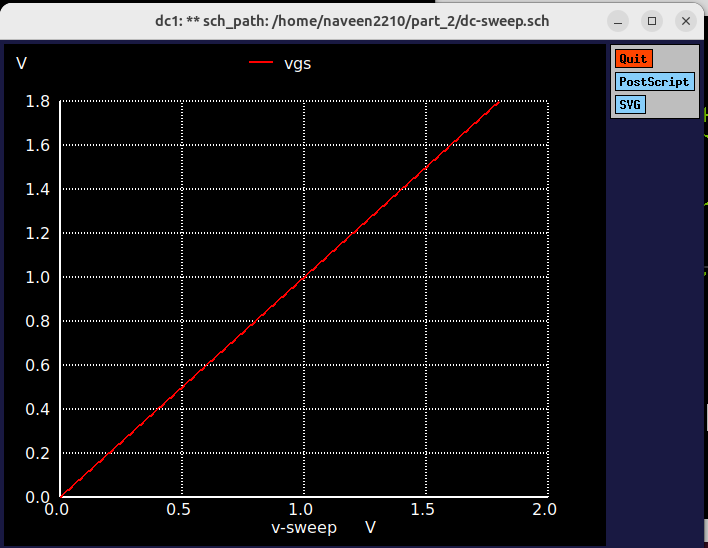 dc1: ** sch_path: /home/naveen2210/part_2/dc-sweep.sch
Quit
PostScript
SVG
V
vgs
1.8
1.6
1.4
1.2
1.0
0.8
0.6
0.4
0.2
0.0
0.0 0.5 1.0 1.5 2.0
v-sweep V